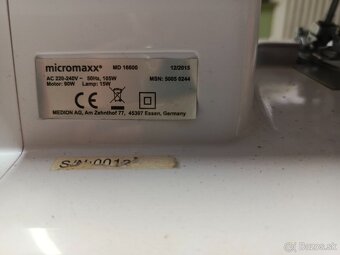 micromaxx® MD 16600 12/2015
AC 220-240V ~ 50Hz, 105W MSN: 5005 0244
Motor: 90W Lamp: 15W
MEDION AG, Am Zehnthof 77, 45307 Essen, Germany
S/N:0013
bazos.sk